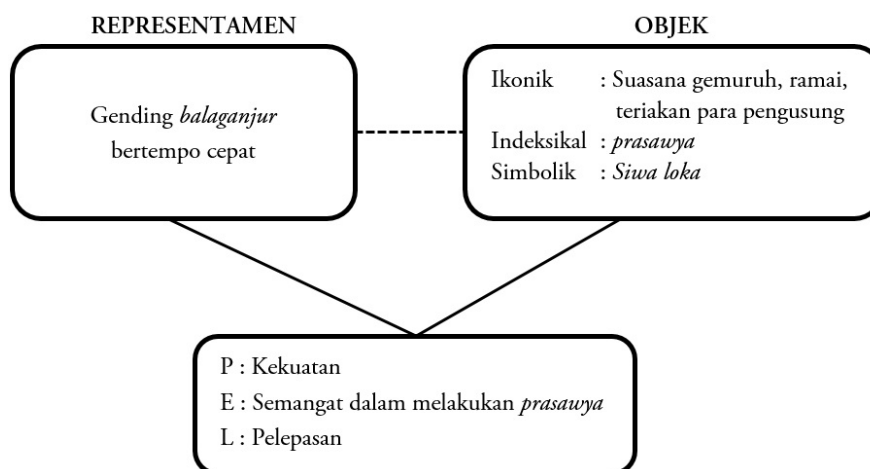 REPRESENTAMEN
Gending balaganjur
bertempo cepat
OBJEK
Ikonik : Suasana gemuruh, ramai,
teriakan para pengusung
Indeksikal : prasawya
Simbolik : Siwa loka
P : Kekuatan
E : Semangat dalam melakukan prasawya
L : Pelepasan